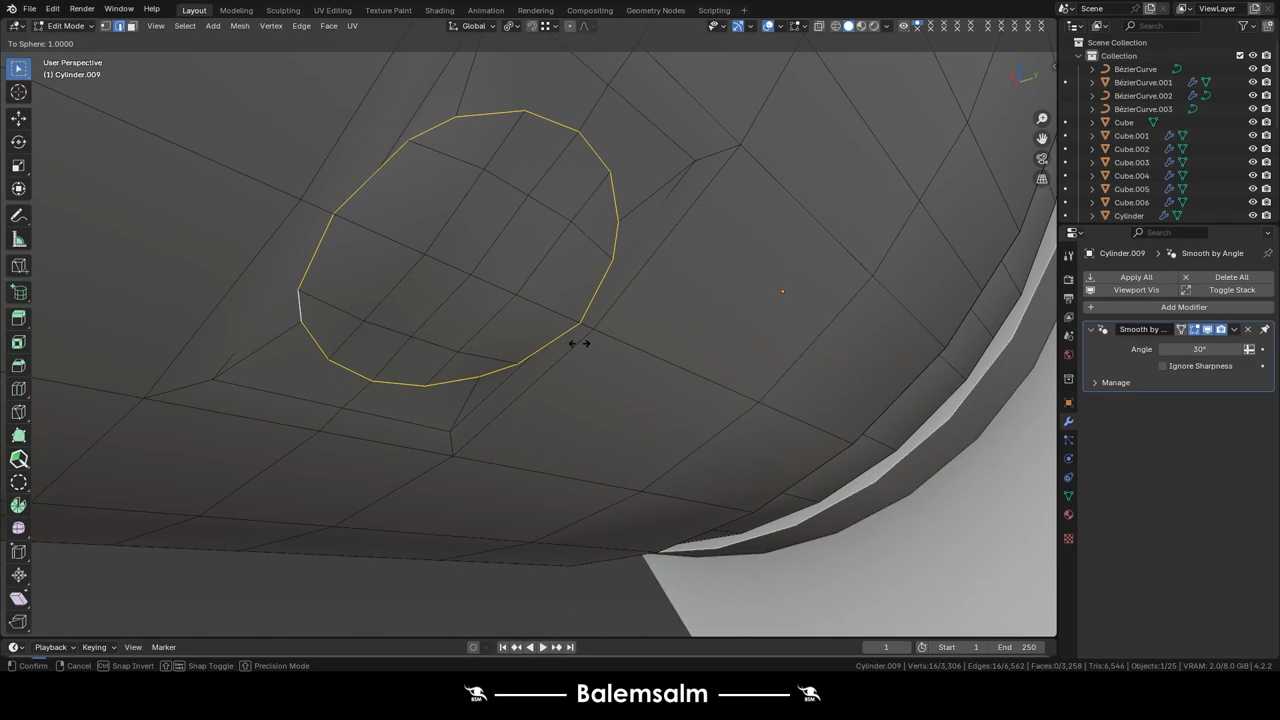 File Edit Render Window Help
Layout Modeling Sculpting UV Editing Texture Paint Shading Animation Rendering Compositing Geometry Nodes Scripting +
Scene
ViewLayer
Edit Mode View Select Add Mesh Vertex Edge Face UV
Global
Search
To Sphere: 1.0000
User Perspective
(1) Cylinder.009
Scene Collection
Collection
BézierCurve
BézierCurve.001
BézierCurve.002
BézierCurve.003
Cube
Cube.001
Cube.002
Cube.003
Cube.004
Cube.005
Cube.006
Cylinder
Search
Cylinder.009 > Smooth by Angle
Apply All
Delete All
Viewport Vis
Toggle Stack
Add Modifier
Smooth by ...
Angle 30°
Ignore Sharpness
Manage
Playback Keying View Marker
1 Start 1 End 250
Confirm Cancel Ctrl Snap Invert Snap Toggle Precision Mode
Cylinder.009 | Verts:16/3,306 | Edges:16/6,562 | Faces:0/3,258 | Tris:6,546 | Objects:1/25 | VRAM: 2.0/8.0 GiB | 4.2.2
Balemsalm